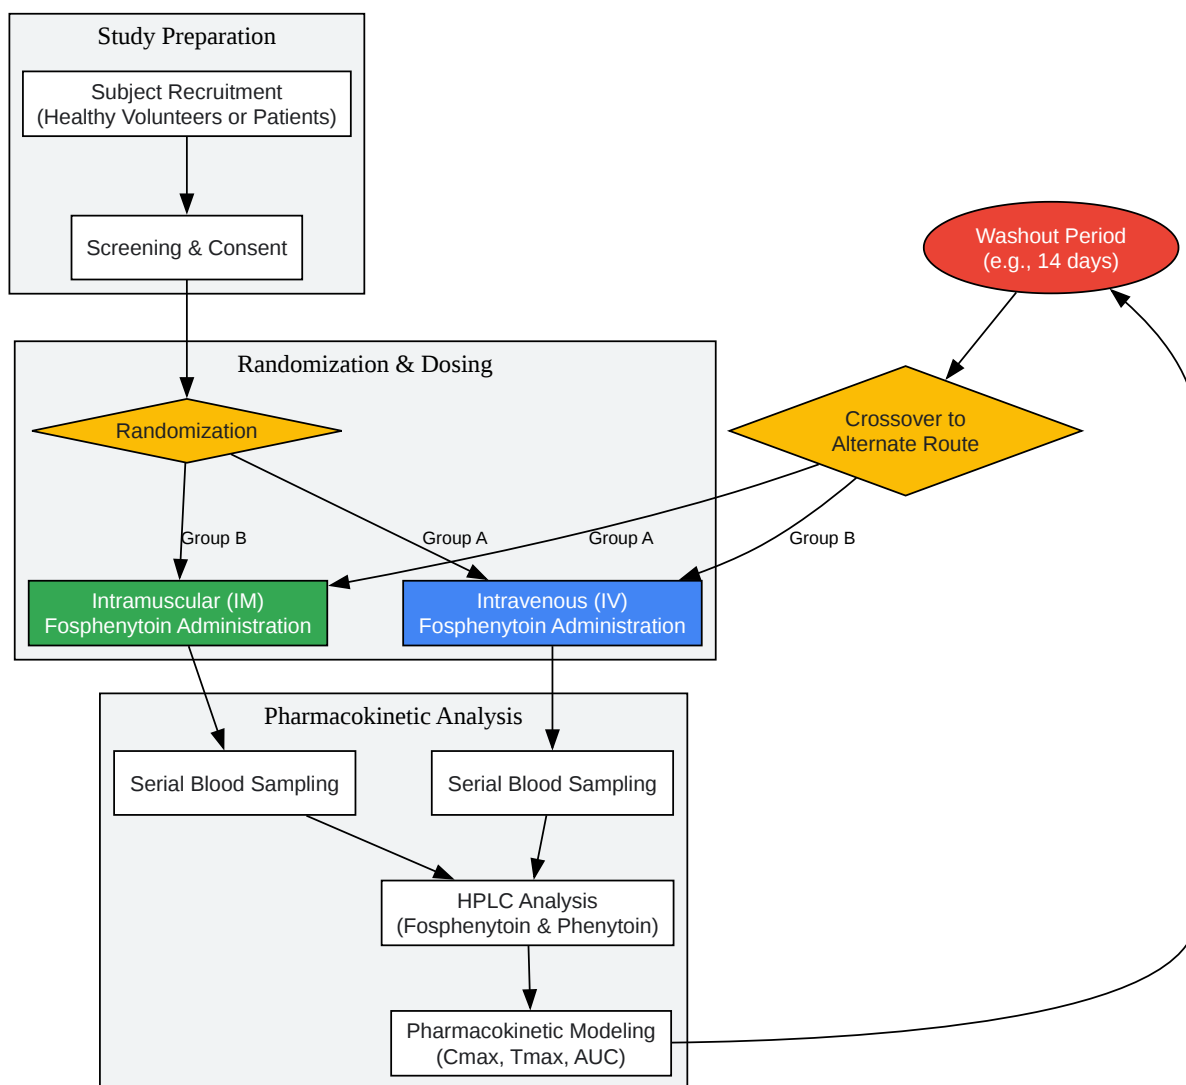 Study Preparation
Subject Recruitment
(Healthy Volunteers or Patients)
Screening & Consent
Washout Period
(e.g., 14 days)
Randomization & Dosing
Randomization
Crossover to
Alternate Route
Group B
Group A
Group A
Group B
Intramuscular (IM)
Fosphenytoin Administration
Intravenous (IV)
Fosphenytoin Administration
Pharmacokinetic Analysis
Serial Blood Sampling
Serial Blood Sampling
HPLC Analysis
(Fosphenytoin & Phenytoin)
Pharmacokinetic Modeling
(Cmax, Tmax, AUC)